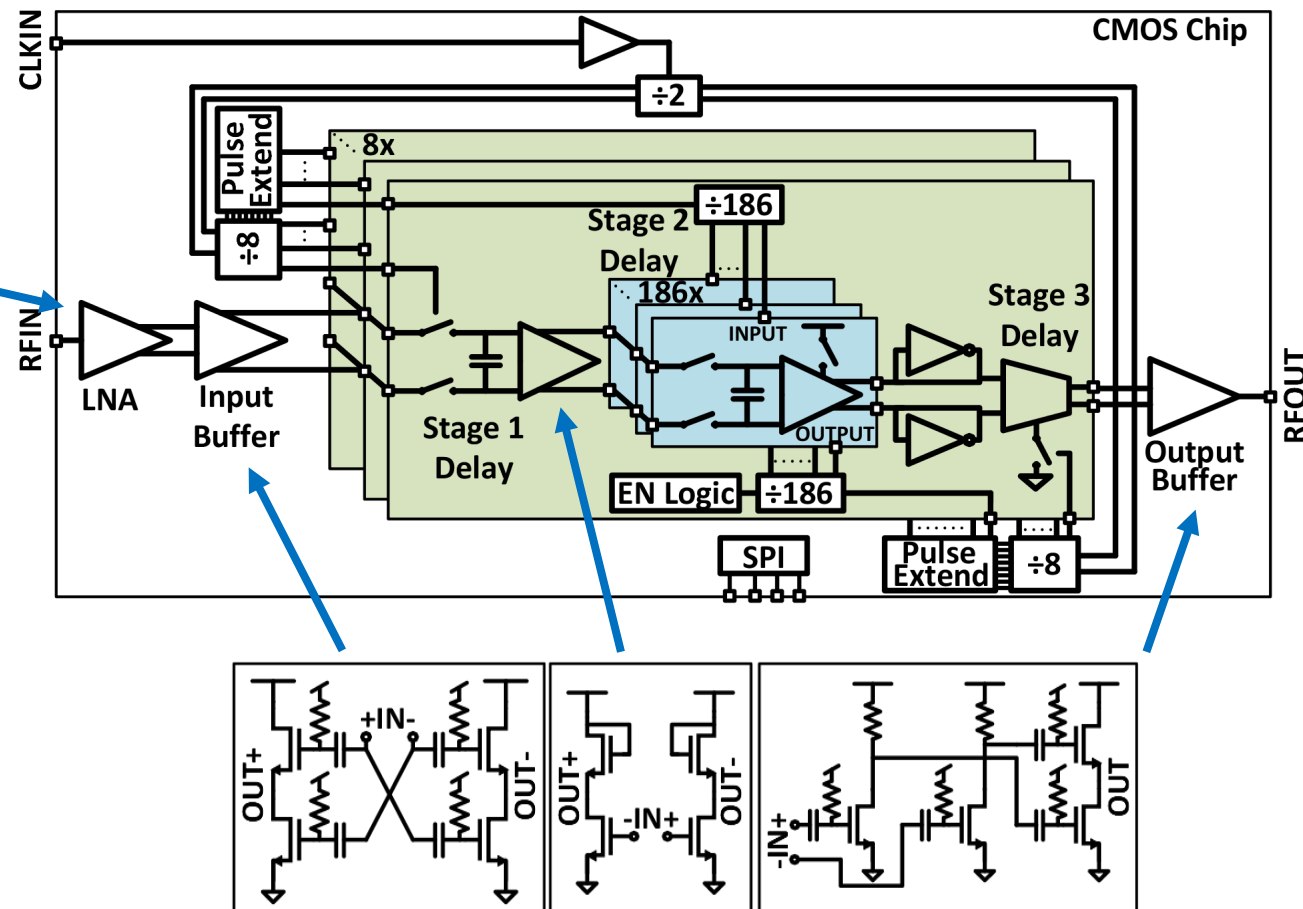 CLKIN
CMOS Chip
÷2
8x
Pulse
Extend
÷186
Stage 2
Delay
÷8
186x
Stage 3
Delay
INPUT
RFIN
LNA
Input
Buffer
Stage 1
Delay
OUTPUT
Output
Buffer
RFOUT
EN Logic
÷186
SPI
Pulse
Extend
÷8
+IN-
OUT+
OUT-
OUT+
OUT-
-IN+
OUT
-IN+